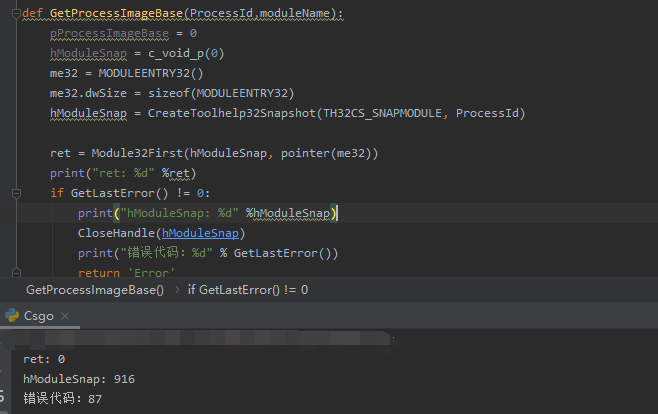 def GetProcessImageBase(ProcessId,moduleName):
pProcessImageBase = 0
hModuleSnap = c_void_p(0)
me32 = MODULEENTRY32()
me32.dwSize = sizeof(MODULEENTRY32)
hModuleSnap = CreateToolhelp32Snapshot(TH32CS_SNAPMODULE, ProcessId)
ret = Module32First(hModuleSnap, pointer(me32))
print("ret: %d" %ret)
if GetLastError() != 0:
print("hModuleSnap: %d" %hModuleSnap)
CloseHandle(hModuleSnap)
print("错误代码：%d" % GetLastError())
return 'Error'
GetProcessImageBase() › if GetLastError() != 0
Csgo ×
ret: 0
hModuleSnap: 916
错误代码：87